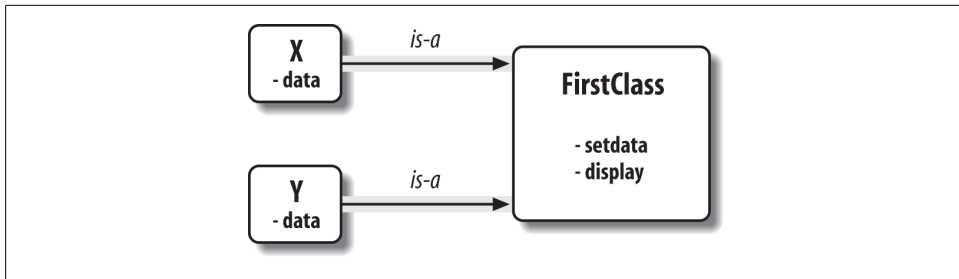 X
- data
is-a
FirstClass
- setdata
- display
Y
- data
is-a